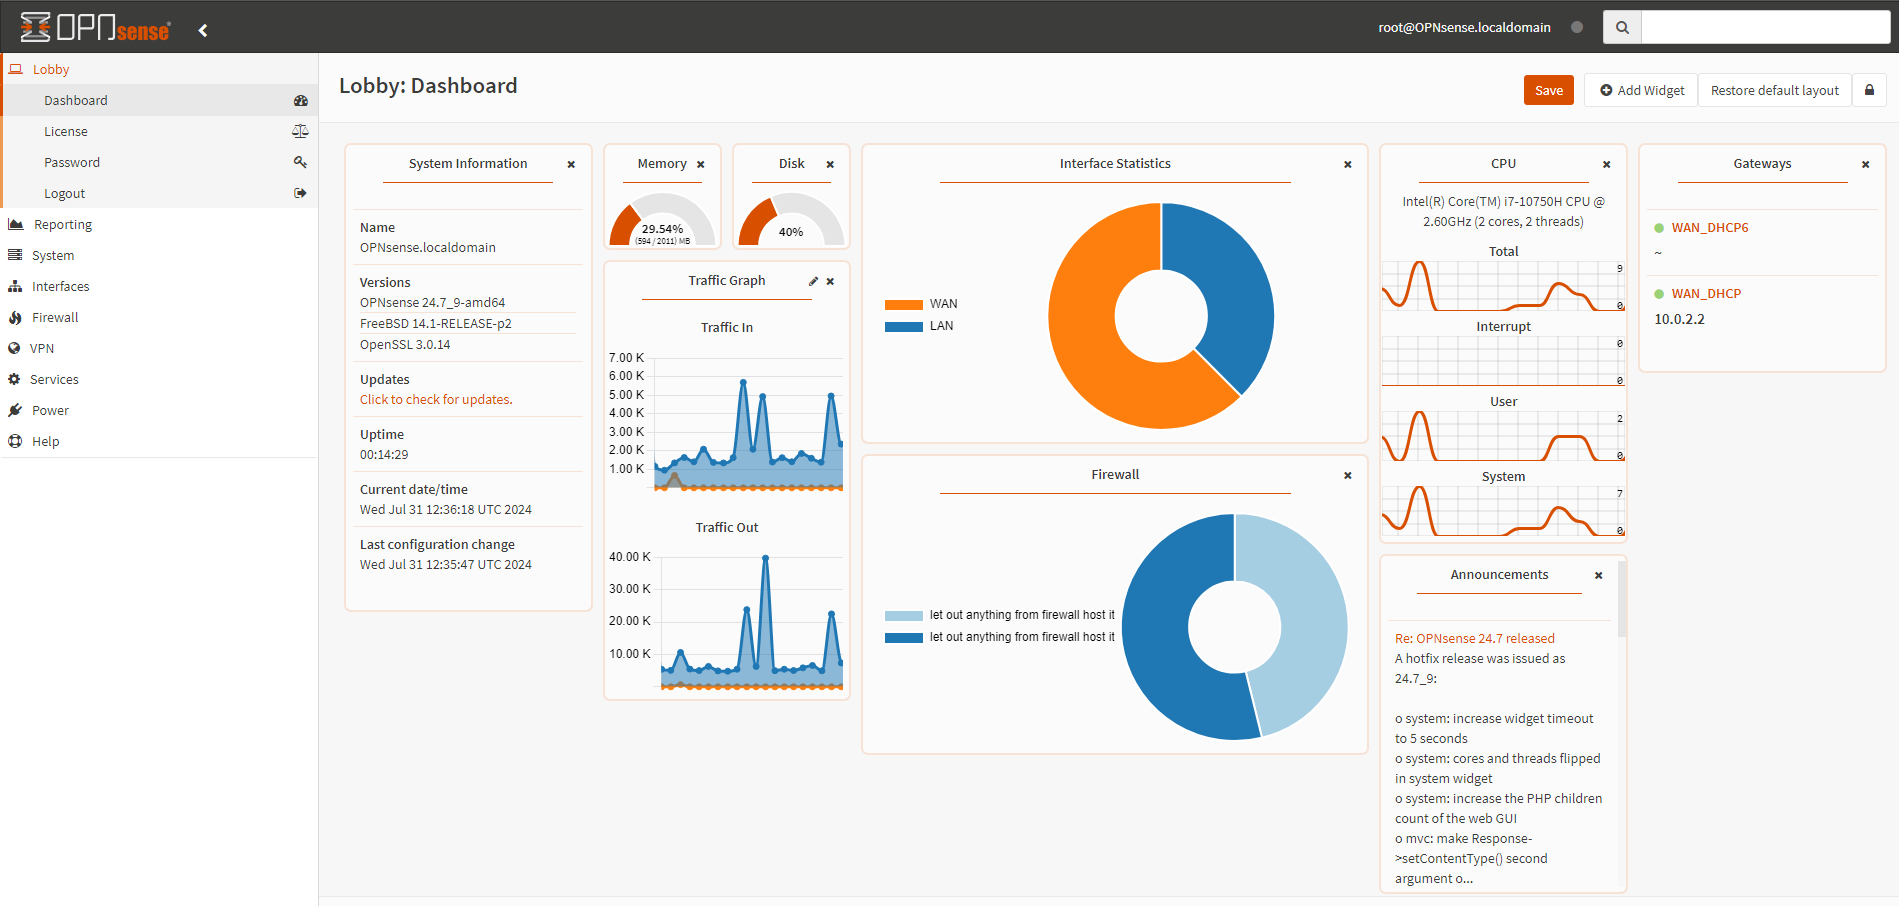 OPNsense
root@OPNsense.localdomain
Lobby
Dashboard
License
Password
Logout
Reporting
System
Interfaces
Firewall
VPN
Services
Power
Help
Lobby: Dashboard
Save
Add Widget
Restore default layout
System Information
Name
OPNsense.localdomain
Versions
OPNsense 24.7_9-amd64
FreeBSD 14.1-RELEASE-p2
OpenSSL 3.0.14
Updates
Click to check for updates.
Uptime
00:14:29
Current date/time
Wed Jul 31 12:36:18 UTC 2024
Last configuration change
Wed Jul 31 12:35:47 UTC 2024
Memory
29.54%
(594 / 2011) MB
Disk
40%
Traffic Graph
Traffic In
7.00 K
6.00 K
5.00 K
4.00 K
3.00 K
2.00 K
1.00 K
Traffic Out
40.00 K
30.00 K
20.00 K
10.00 K
Interface Statistics
WAN
LAN
Firewall
let out anything from firewall host it
let out anything from firewall host it
CPU
Intel(R) Core(TM) i7-10750H CPU @
2.60GHz (2 cores, 2 threads)
Total
9
0
Interrupt
0
0
User
2
0
System
7
0
Announcements
Re: OPNsense 24.7 released
A hotfix release was issued as
24.7_9:
o system: increase widget timeout
to 5 seconds
o system: cores and threads flipped
in system widget
o system: increase the PHP children
count of the web GUI
o mvc: make Response-
>setContentType() second
argument o...
Gateways
WAN_DHCP6
~
WAN_DHCP
10.0.2.2